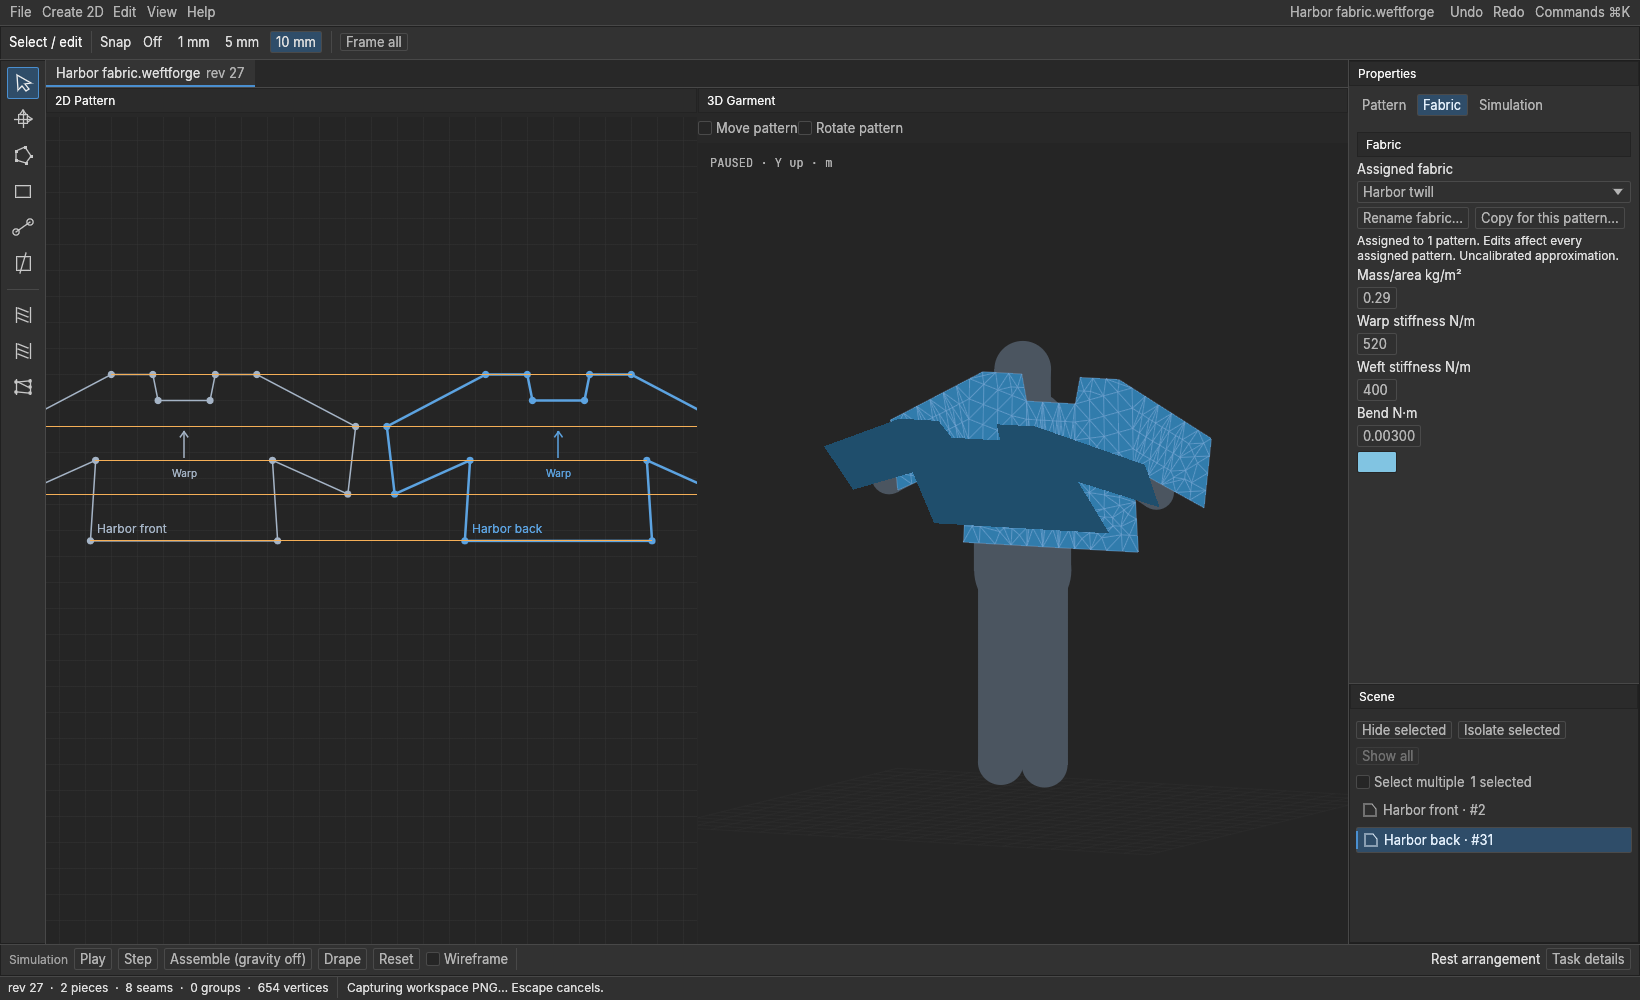 File Create 2D Edit View Help Harbor fabric.weftforge Undo Redo Commands ⌘K
Select / edit Snap Off 1 mm 5 mm 10 mm Frame all
Harbor fabric.weftforge rev 27
2D Pattern
3D Garment
Move pattern Rotate pattern
PAUSED · Y up · m
Warp
Warp
Harbor front
Harbor back
Properties
Pattern Fabric Simulation
Fabric
Assigned fabric
Harbor twill
Rename fabric... Copy for this pattern...
Assigned to 1 pattern. Edits affect every
assigned pattern. Uncalibrated approximation.
Mass/area kg/m²
0.29
Warp stiffness N/m
520
Weft stiffness N/m
400
Bend N·m
0.00300
Scene
Hide selected Isolate selected
Show all
Select multiple 1 selected
Harbor front · #2
Harbor back · #31
Simulation Play Step Assemble (gravity off) Drape Reset Wireframe Rest arrangement Task details
rev 27 · 2 pieces · 8 seams · 0 groups · 654 vertices Capturing workspace PNG... Escape cancels.